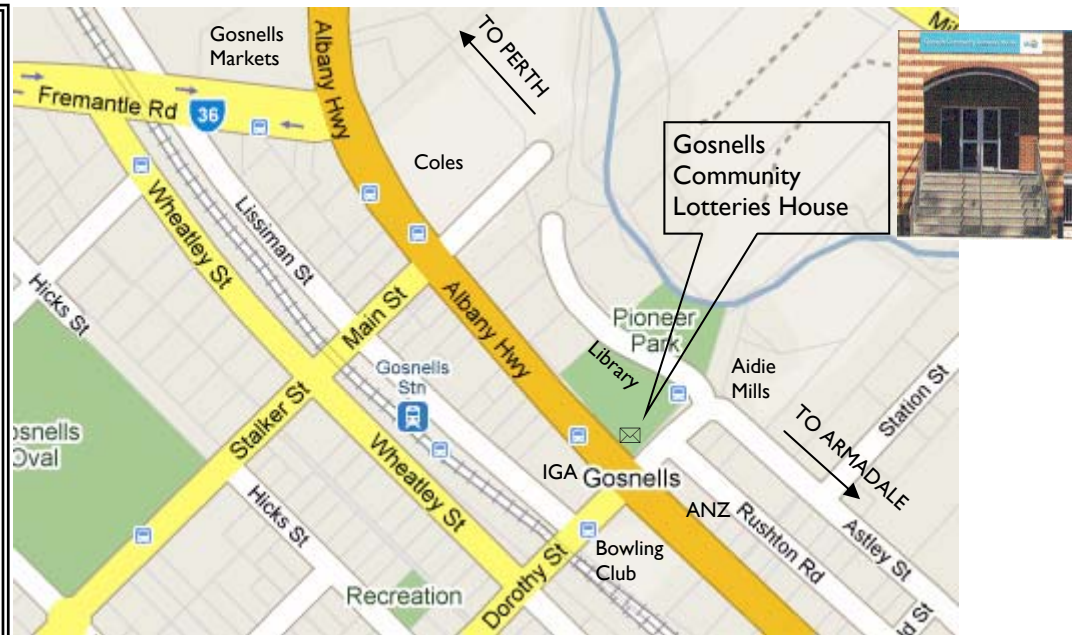 Gosnells
Markets
Albany Hwy
TO PERTH
Fremantle Rd
36
Coles
Gosnells
Community
Lotteries House
Wheatley St
Lissiman St
Hicks St
Main St
Albany Hwy
Pioneer
Park
Library
Aidie
Mills
Station St
Gosnells
Stn
TO ARMADALE
osnells
Oval
Stalker St
Wheatley St
IGA
Gosnells
ANZ
Rushton Rd
Astley St
Hicks St
Dorothy St
Bowling
Club
Recreation